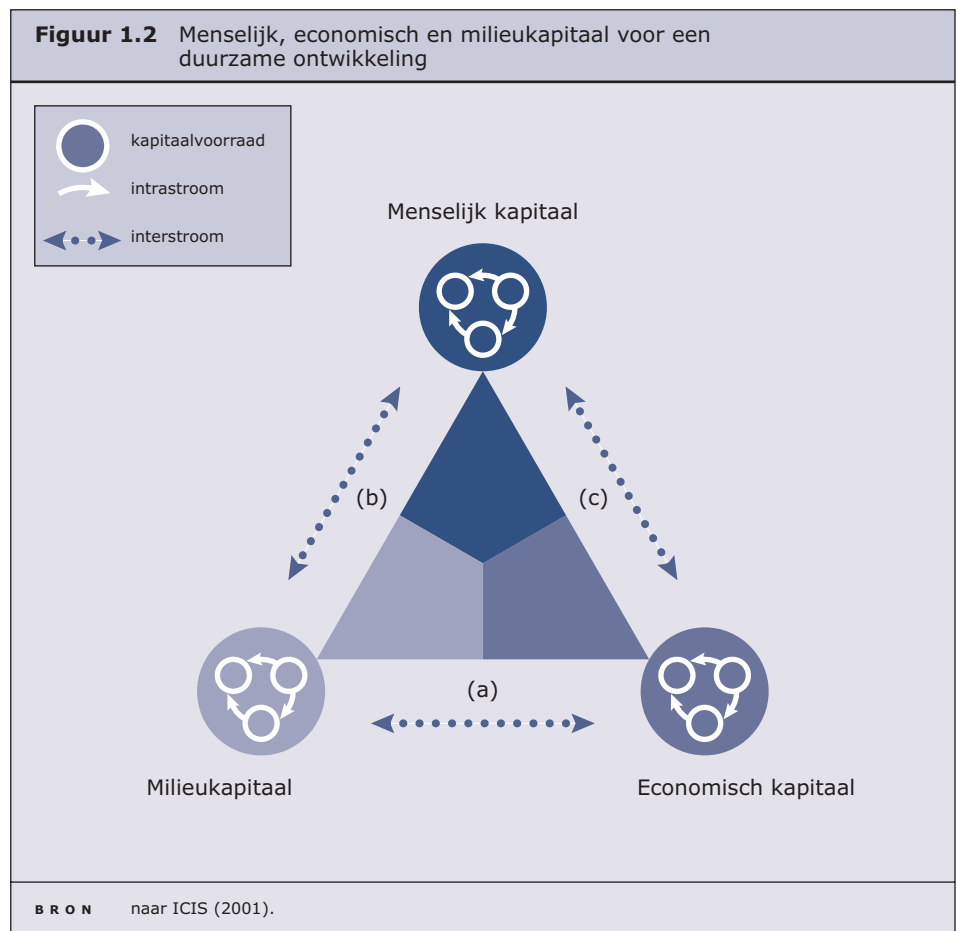 Figuur 1.2 Menselijk, economisch en milieukapitaal voor een
duurzame ontwikkeling
kapitaalvoorraad
intrastroom
interstroom
Menselijk kapitaal
(b)
(c)
(a)
Milieukapitaal
Economisch kapitaal
BRON naar ICIS (2001).